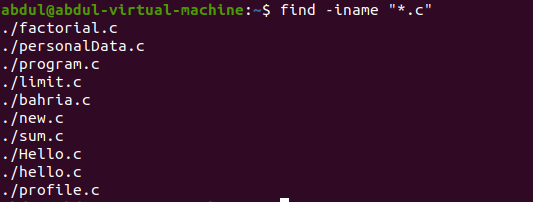 abdul@abdul-virtual-machine:~$ find -iname "*.c"
./factorial.c
./personalData.c
./program.c
./limit.c
./bahria.c
./new.c
./sum.c
./Hello.c
./hello.c
./profile.c